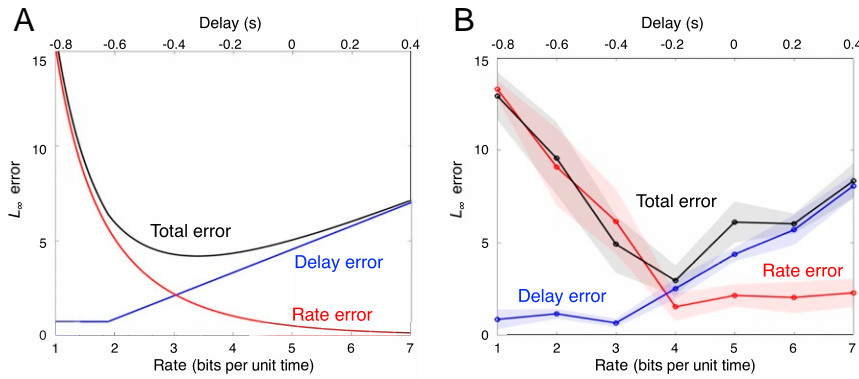 A
Delay (s)
-0.8 -0.6 -0.4 -0.2 0 0.2 0.4
15
10
5
0
L∞ error
Total error
Delay error
Rate error
1 2 3 4 5 6 7
Rate (bits per unit time)
B
Delay (s)
-0.8 -0.6 -0.4 -0.2 0 0.2 0.4
15
10
5
0
L∞ error
Total error
Rate error
Delay error
1 2 3 4 5 6 7
Rate (bits per unit time)